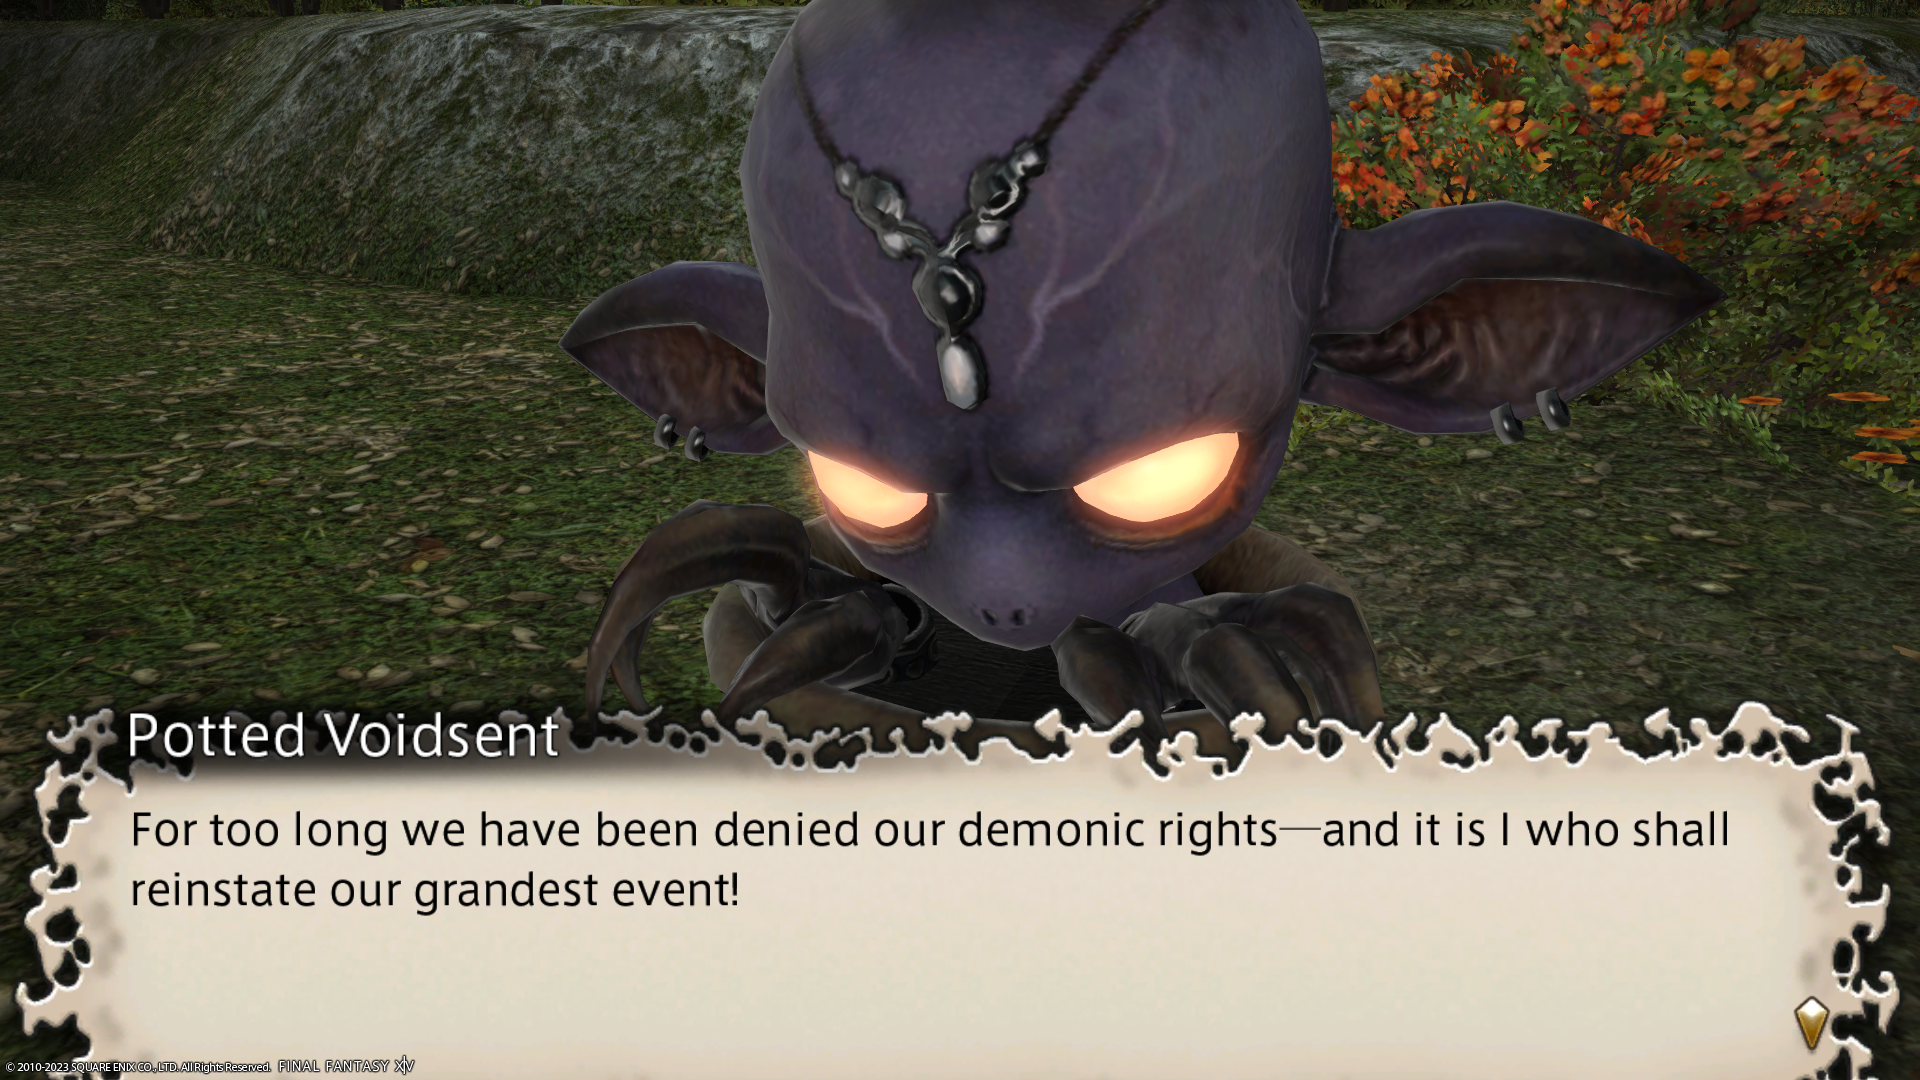 Potted Voidsent
For too long we have been denied our demonic rights—and it is I who shall
reinstate our grandest event!
© 2010-2023 SQUARE ENIX CO., LTD. All Rights Reserved. FINAL FANTASY XIV